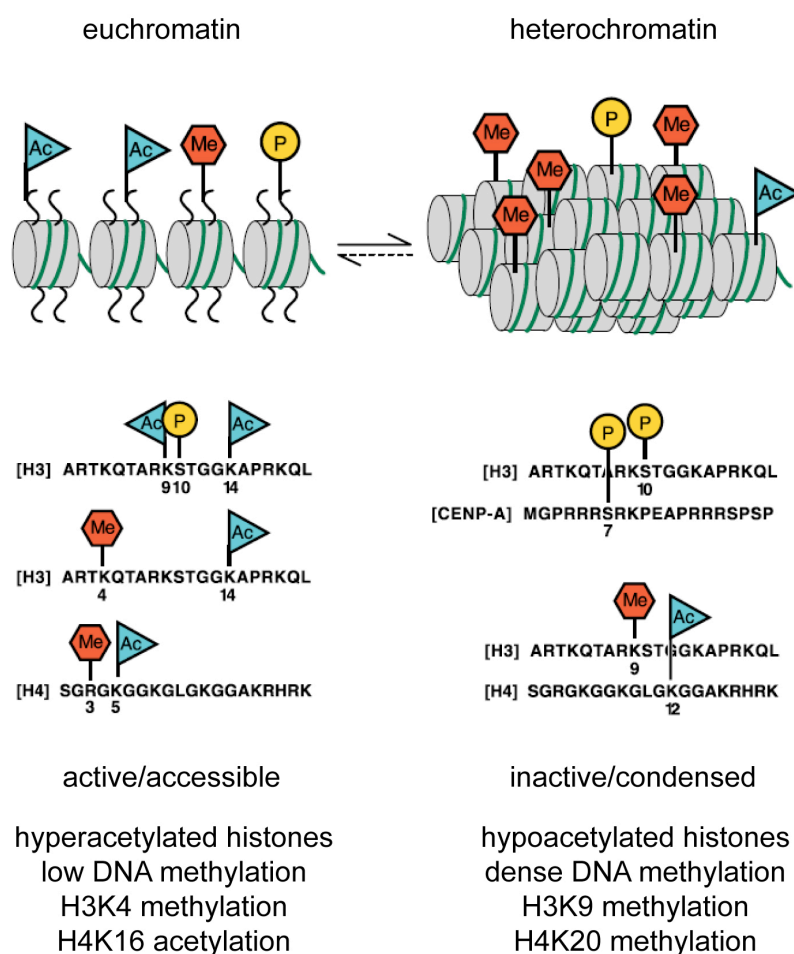 euchromatin
heterochromatin
Ac
Ac
Me
P
Me
Me
Me
P
Me
Me
Ac
Ac
P
Ac
[H3] ARTKQTARKSTGGKAPRKQL
9 10 14
Me
Ac
[H3] ARTKQTARKSTGGKAPRKQL
4 14
Me
Ac
[H4] SGRGKGGKGLGKGGAKRHRK
3 5
P
P
[H3] ARTKQTARKSTGGKAPRKQL
10
[CENP-A] MGPRRRSRKPEAPRRRSPSP
7
Me
Ac
[H3] ARTKQTARKSTGGKAPRKQL
9
[H4] SGRGKGGKGLGKGGAKRHRK
12
active/accessible
hyperacetylated histones
low DNA methylation
H3K4 methylation
H4K16 acetylation
inactive/condensed
hypoacetylated histones
dense DNA methylation
H3K9 methylation
H4K20 methylation